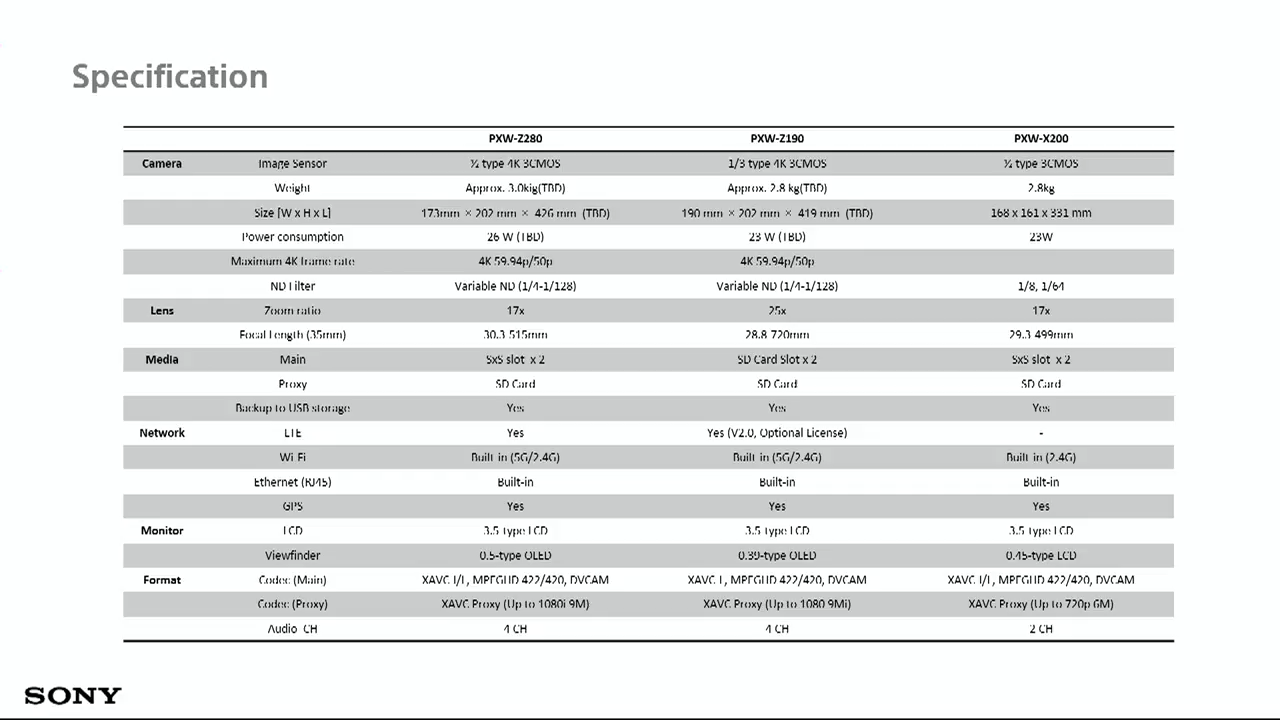 Specification
PXW-Z280 PXW-Z190 PXW-X200
Camera Image Sensor ½ type 4K 3CMOS 1/3 type 4K 3CMOS ½ type 3CMOS
Weight Approx. 3.0kig(TBD) Approx. 2.8 kg(TBD) 2.8kg
Size [W x H x L] 173mm × 202 mm × 426 mm (TBD) 190 mm × 202 mm × 419 mm (TBD) 168 x 161 x 331 mm
Power consumption 26 W (TBD) 23 W (TBD) 23W
Maximum 4K frame rate 4K 59.94p/50p 4K 59.94p/50p
ND Filter Variable ND (1/4-1/128) Variable ND (1/4-1/128) 1/8, 1/64
Lens Zoom ratio 17x 25x 17x
Focal Length (35mm) 30.3-515mm 28.8-720mm 29.3-499mm
Media Main SxS slot x 2 SD Card Slot x 2 SxS slot x 2
Proxy SD Card SD Card SD Card
Backup to USB storage Yes Yes Yes
Network LTE Yes Yes (V2.0, Optional License) -
Wi-Fi Built-in (5G/2.4G) Built-in (5G/2.4G) Built-in (2.4G)
Ethernet (RJ45) Built-in Built-in Built-in
GPS Yes Yes Yes
Monitor LCD 3.5-type LCD 3.5-type LCD 3.5-type LCD
Viewfinder 0.5-type OLED 0.39-type OLED 0.45-type LCD
Format Codec (Main) XAVC I/L, MPEGHD 422/420, DVCAM XAVC L, MPEGHD 422/420, DVCAM XAVC I/L, MPEGHD 422/420, DVCAM
Codec (Proxy) XAVC Proxy (Up to 1080i 9M) XAVC Proxy (Up to 1080 9Mi) XAVC Proxy (Up to 720p 6M)
Audio CH 4 CH 4 CH 2 CH
SONY